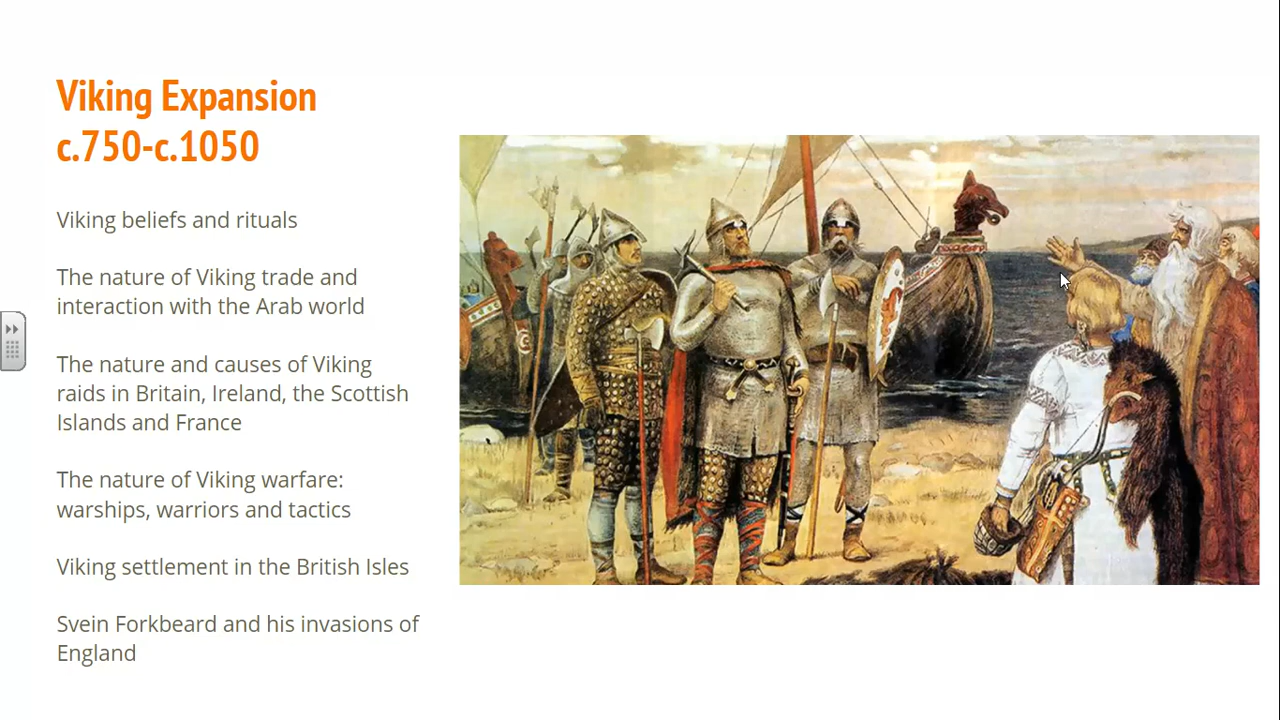 Viking Expansion
c.750-c.1050
Viking beliefs and rituals
The nature of Viking trade and
interaction with the Arab world
The nature and causes of Viking
raids in Britain, Ireland, the Scottish
Islands and France
The nature of Viking warfare:
warships, warriors and tactics
Viking settlement in the British Isles
Svein Forkbeard and his invasions of
England